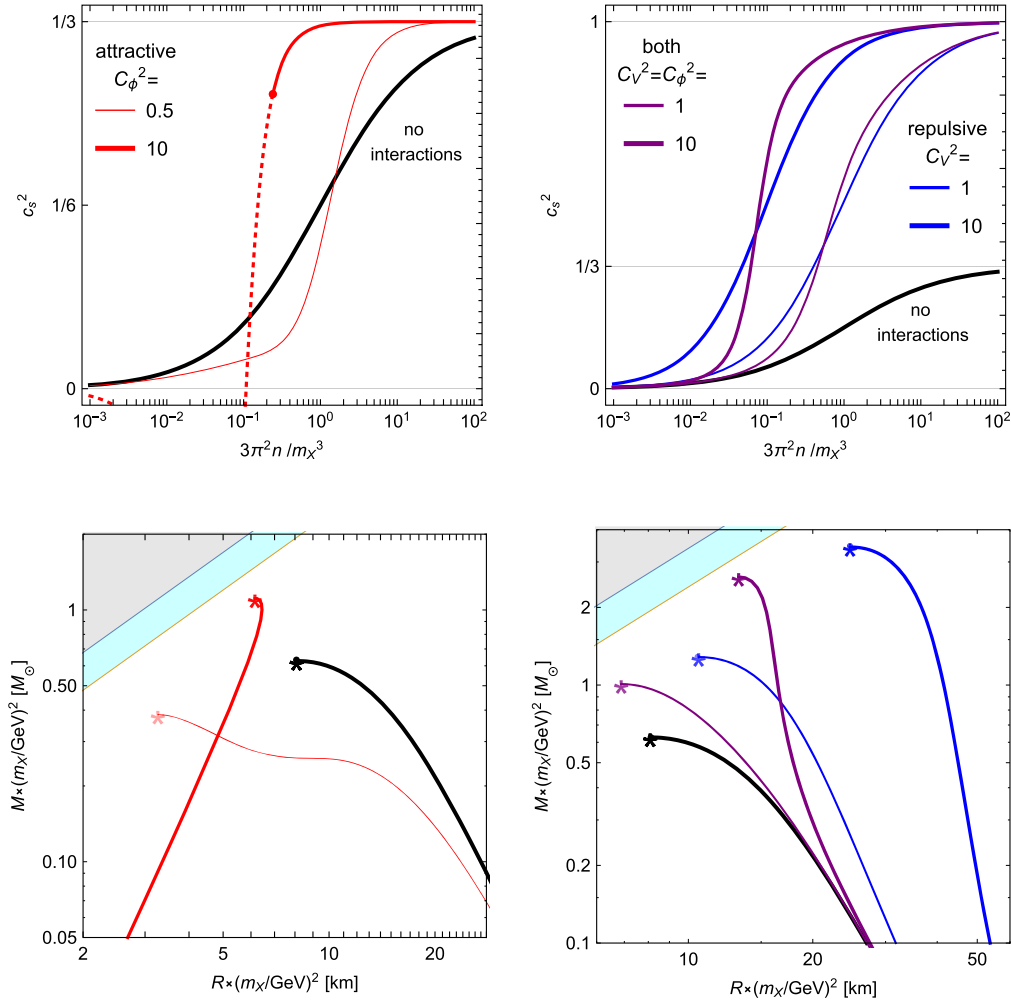 1/3
1/6
0
c_s²
attractive
C_ϕ²=
0.5
10
no
interactions
10⁻³ 10⁻² 10⁻¹ 10⁰ 10¹ 10²
3π²n/m_X³
1
1/3
0
c_s²
both
C_V²=C_ϕ²=
1
10
repulsive
C_V²=
1
10
no
interactions
10⁻³ 10⁻² 10⁻¹ 10⁰ 10¹ 10²
3π²n/m_X³
1
0.50
0.10
0.05
M×(m_X/GeV)² [M_⊙]
2 5 10 20
R×(m_X/GeV)² [km]
2
1
0.5
0.2
0.1
M×(m_X/GeV)² [M_⊙]
10 20 50
R×(m_X/GeV)² [km]